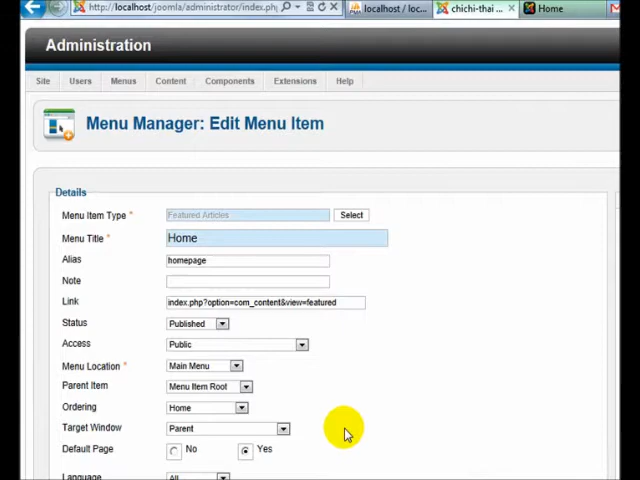 http://localhost/joomla/administrator/index.php
localhost / loc...
chichi-thai ...
Home
Administration
Site Users Menus Content Components Extensions Help
Menu Manager: Edit Menu Item
Details
Menu Item Type * Featured Articles Select
Menu Title * Home
Alias homepage
Note
Link index.php?option=com_content&view=featured
Status Published
Access Public
Menu Location * Main Menu
Parent Item Menu Item Root
Ordering Home
Target Window Parent
Default Page No Yes
Language All